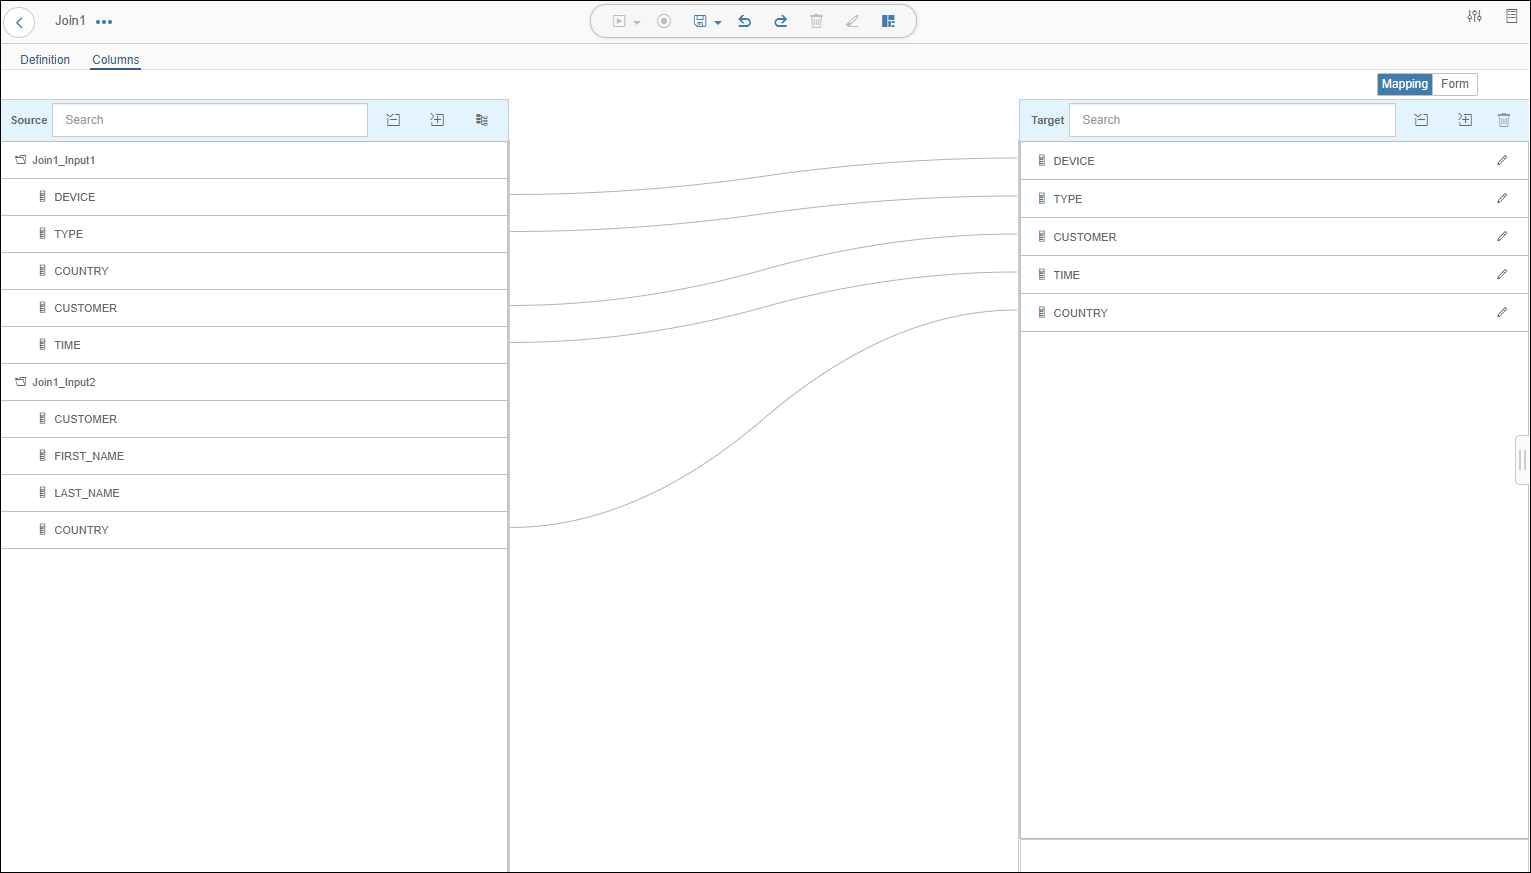 Join1
Definition Columns
Mapping Form
Source Search
Target Search
Join1_Input1
DEVICE
TYPE
COUNTRY
CUSTOMER
TIME
Join1_Input2
CUSTOMER
FIRST_NAME
LAST_NAME
COUNTRY
DEVICE
TYPE
CUSTOMER
TIME
COUNTRY